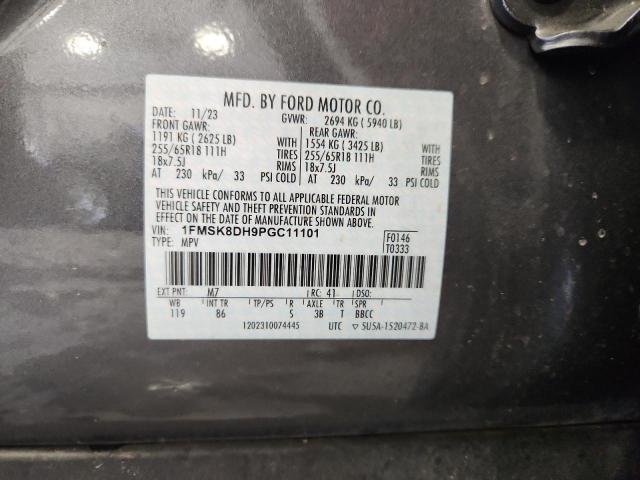 MFD. BY FORD MOTOR CO.
DATE: 11/23 GVWR: 2694 KG ( 5940 LB)
FRONT GAWR: REAR GAWR:
1191 KG ( 2625 LB) WITH 1554 KG ( 3425 LB) WITH
255/65R18 111H TIRES 255/65R18 111H TIRES
18x7.5J RIMS 18x7.5J
AT 230 kPa/ 33 PSI COLD AT 230 kPa/ 33 PSI COLD
THIS VEHICLE CONFORMS TO ALL APPLICABLE FEDERAL MOTOR
VEHICLE SAFETY AND THEFT PREVENTION STANDARDS IN
EFFECT ON THE DATE OF MANUFACTURE SHOWN ABOVE.
VIN: 1FMSK8DH9PGC11101 F0146
TYPE: MPV T0333
EXT PNT: M7 RC: 41 DSO:
WB INT TR TP/PS R AXLE TR SPR
119 86 S 3B T BBCC
1202310074445 UTC ▽ 5U5A-1520472-BA